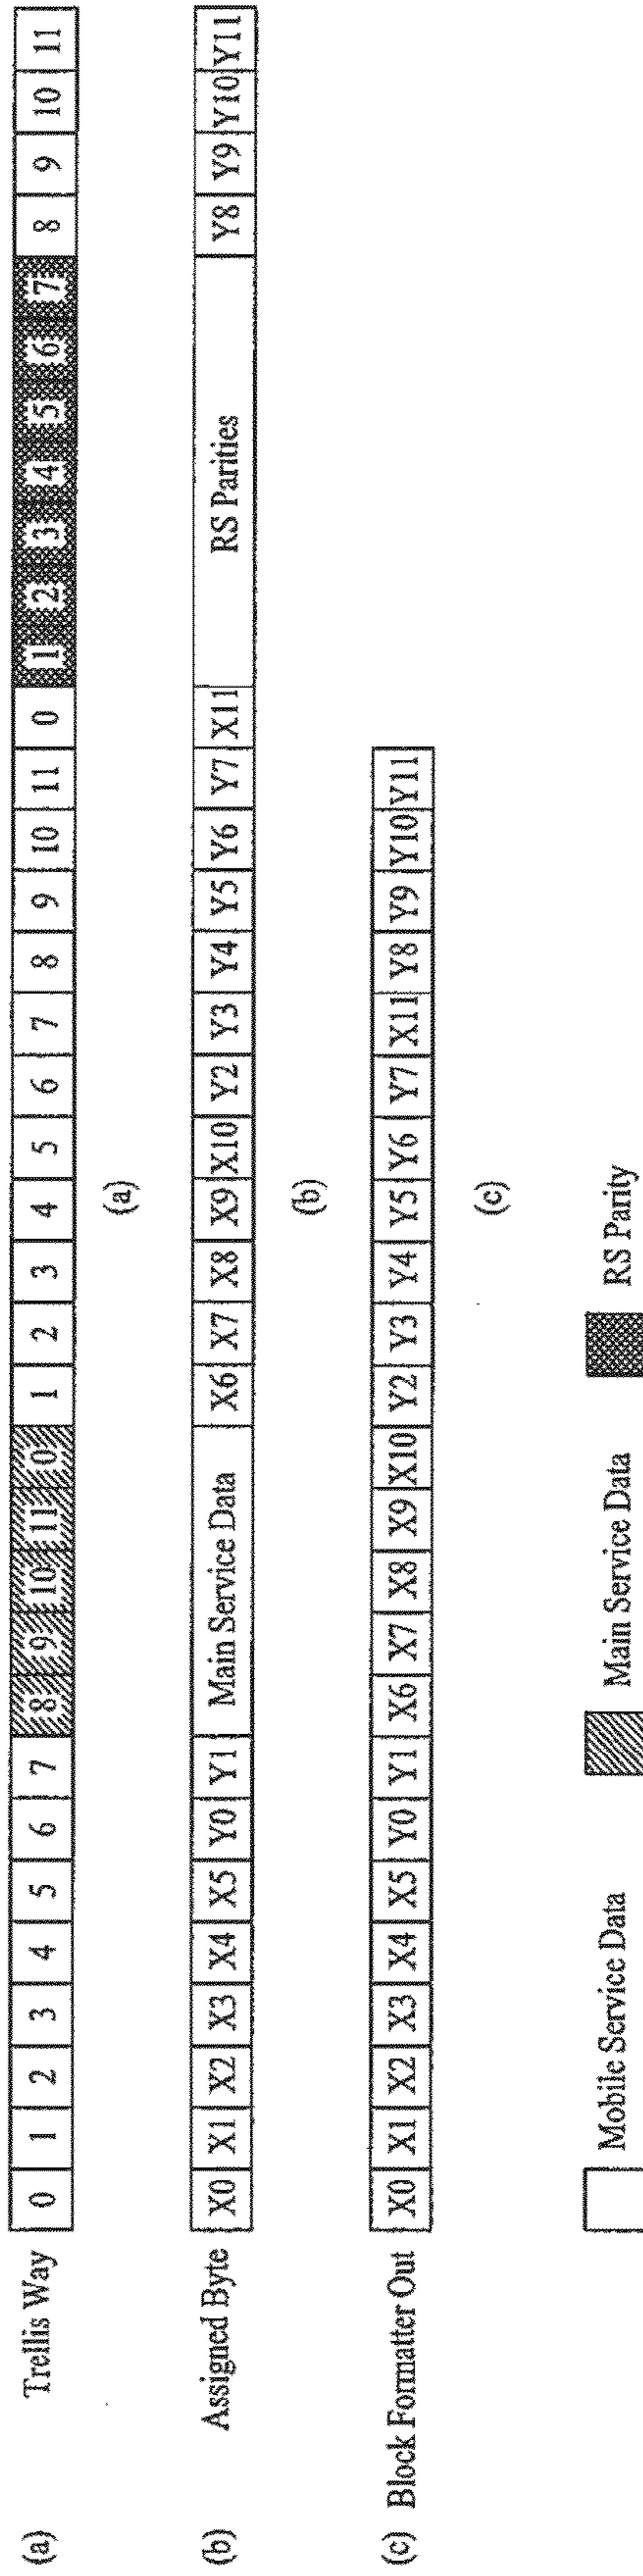 (a) Trellis Way 0 1 2 3 4 5 6 7 8 9 10 11 0 1 2 3 4 5 6 7 8 9 10 11 0 1 2 3 4 5 6 7 8 9 10 11
(a)
(b) Assigned Byte X0 X1 X2 X3 X4 X5 Y0 Y1 Main Service Data X6 X7 X8 X9 X10 Y2 Y3 Y4 Y5 Y6 Y7 X11 RS Parities Y8 Y9 Y10 Y11
(b)
(c) Block Formatter Out X0 X1 X2 X3 X4 X5 Y0 Y1 X6 X7 X8 X9 X10 Y2 Y3 Y4 Y5 Y6 Y7 X11 Y8 Y9 Y10 Y11
(c)
Mobile Service Data Main Service Data RS Parity